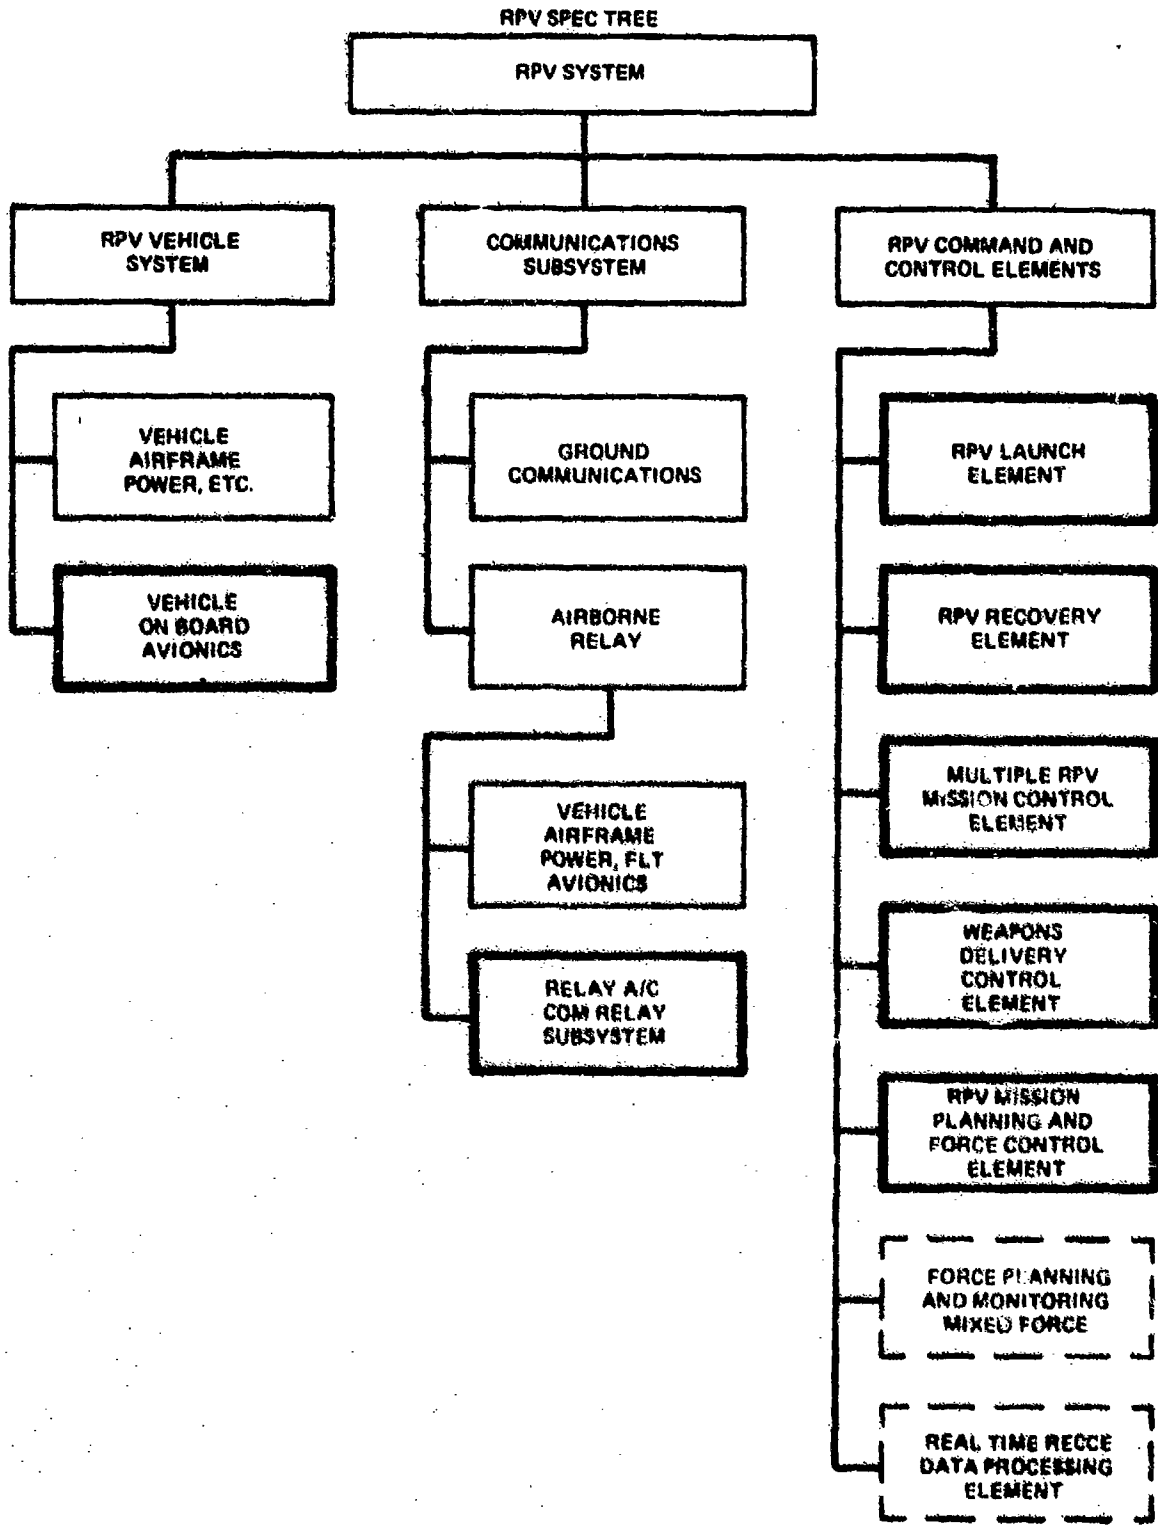 RPV SPEC TREE
RPV SYSTEM
RPV VEHICLE
SYSTEM
COMMUNICATIONS
SUBSYSTEM
RPV COMMAND AND
CONTROL ELEMENTS
VEHICLE
AIRFRAME
POWER, ETC.
VEHICLE
ON BOARD
AVIONICS
GROUND
COMMUNICATIONS
AIRBORNE
RELAY
VEHICLE
AIRFRAME
POWER, FLT
AVIONICS
RELAY A/C
COM RELAY
SUBSYSTEM
RPV LAUNCH
ELEMENT
RPV RECOVERY
ELEMENT
MULTIPLE RPV
MISSION CONTROL
ELEMENT
WEAPONS
DELIVERY
CONTROL
ELEMENT
RPV MISSION
PLANNING AND
FORCE CONTROL
ELEMENT
FORCE PLANNING
AND MONITORING
MIXED FORCE
REAL TIME RECCE
DATA PROCESSING
ELEMENT